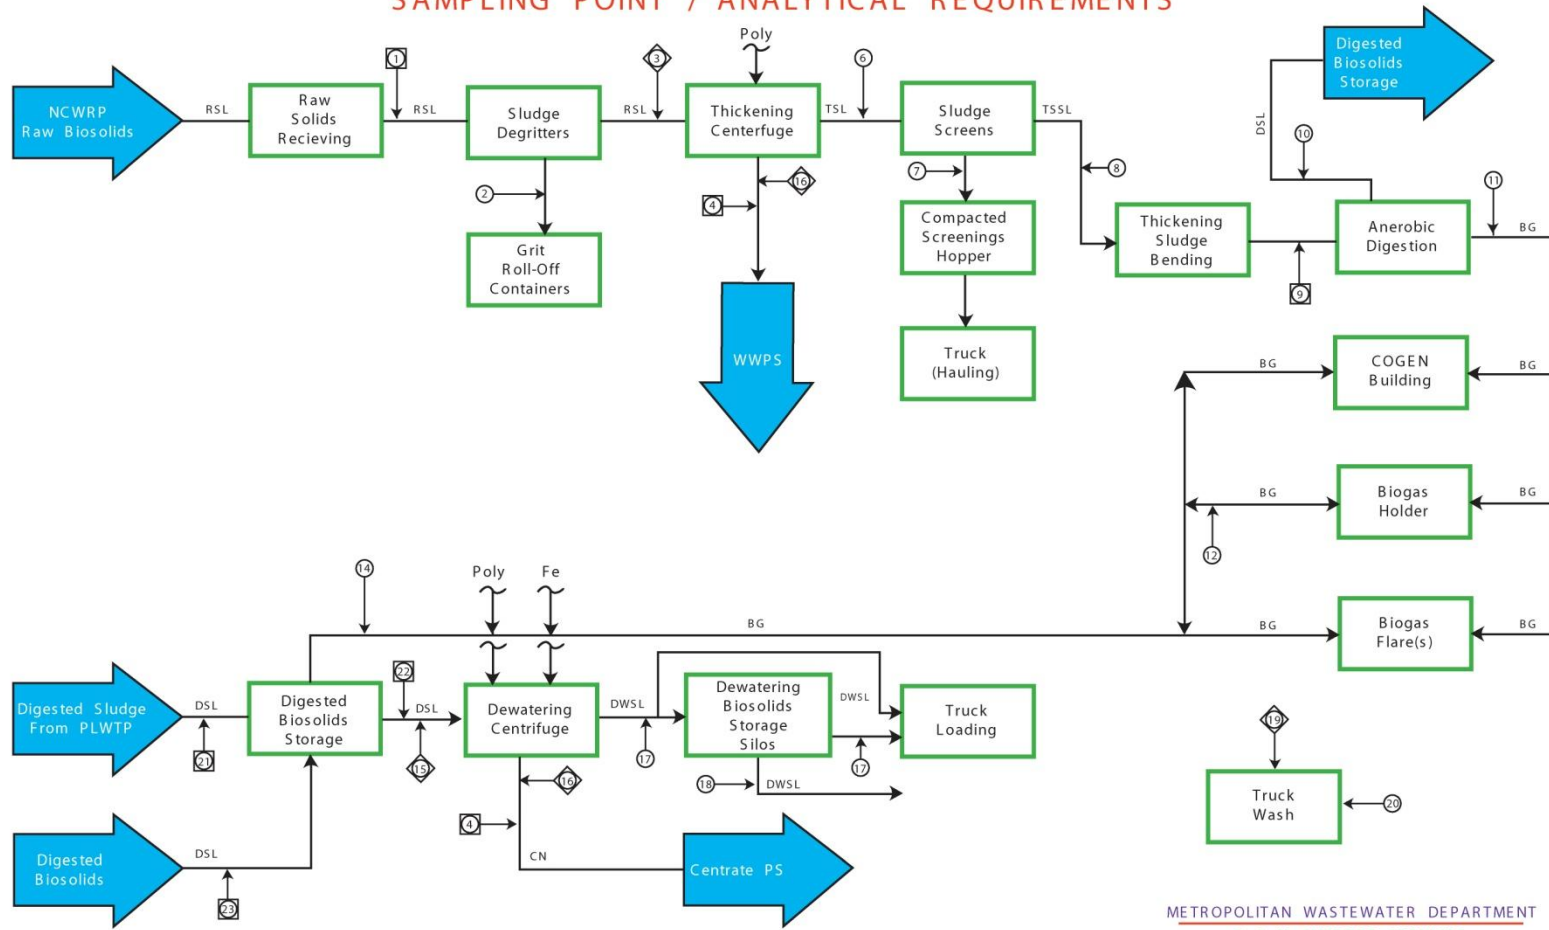 SAMPLING POINT / ANALYTICAL REQUIREMENTS
NCWRP
Raw Biosolids
RSL
Raw
Solids
Recieving
1
RSL
Sludge
Degritters
2
Grit
Roll-Off
Containers
RSL
3
Poly
Thickening
Centerfuge
16
4
WWPS
TSL
6
Sludge
Screens
7
Compacted
Screenings
Hopper
Truck
(Hauling)
TSSL
8
Thickening
Sludge
Bending
9
Anerobic
Digestion
10
DSL
Digested
Biosolids
Storage
11
BG
BG
COGEN
Building
BG
BG
Biogas
Holder
BG
12
BG
Biogas
Flare(s)
BG
14
BG
Poly
Fe
Digested Sludge
From PLWTP
DSL
21
Digested
Biosolids
Storage
22
DSL
15
Dewatering
Centrifuge
DWSL
17
Dewatering
Biosolids
Storage
Silos
DWSL
17
Truck
Loading
18
DWSL
16
4
CN
Centrate PS
Digested
Biosolids
DSL
23
19
Truck
Wash
20
METROPOLITAN WASTEWATER DEPARTMENT